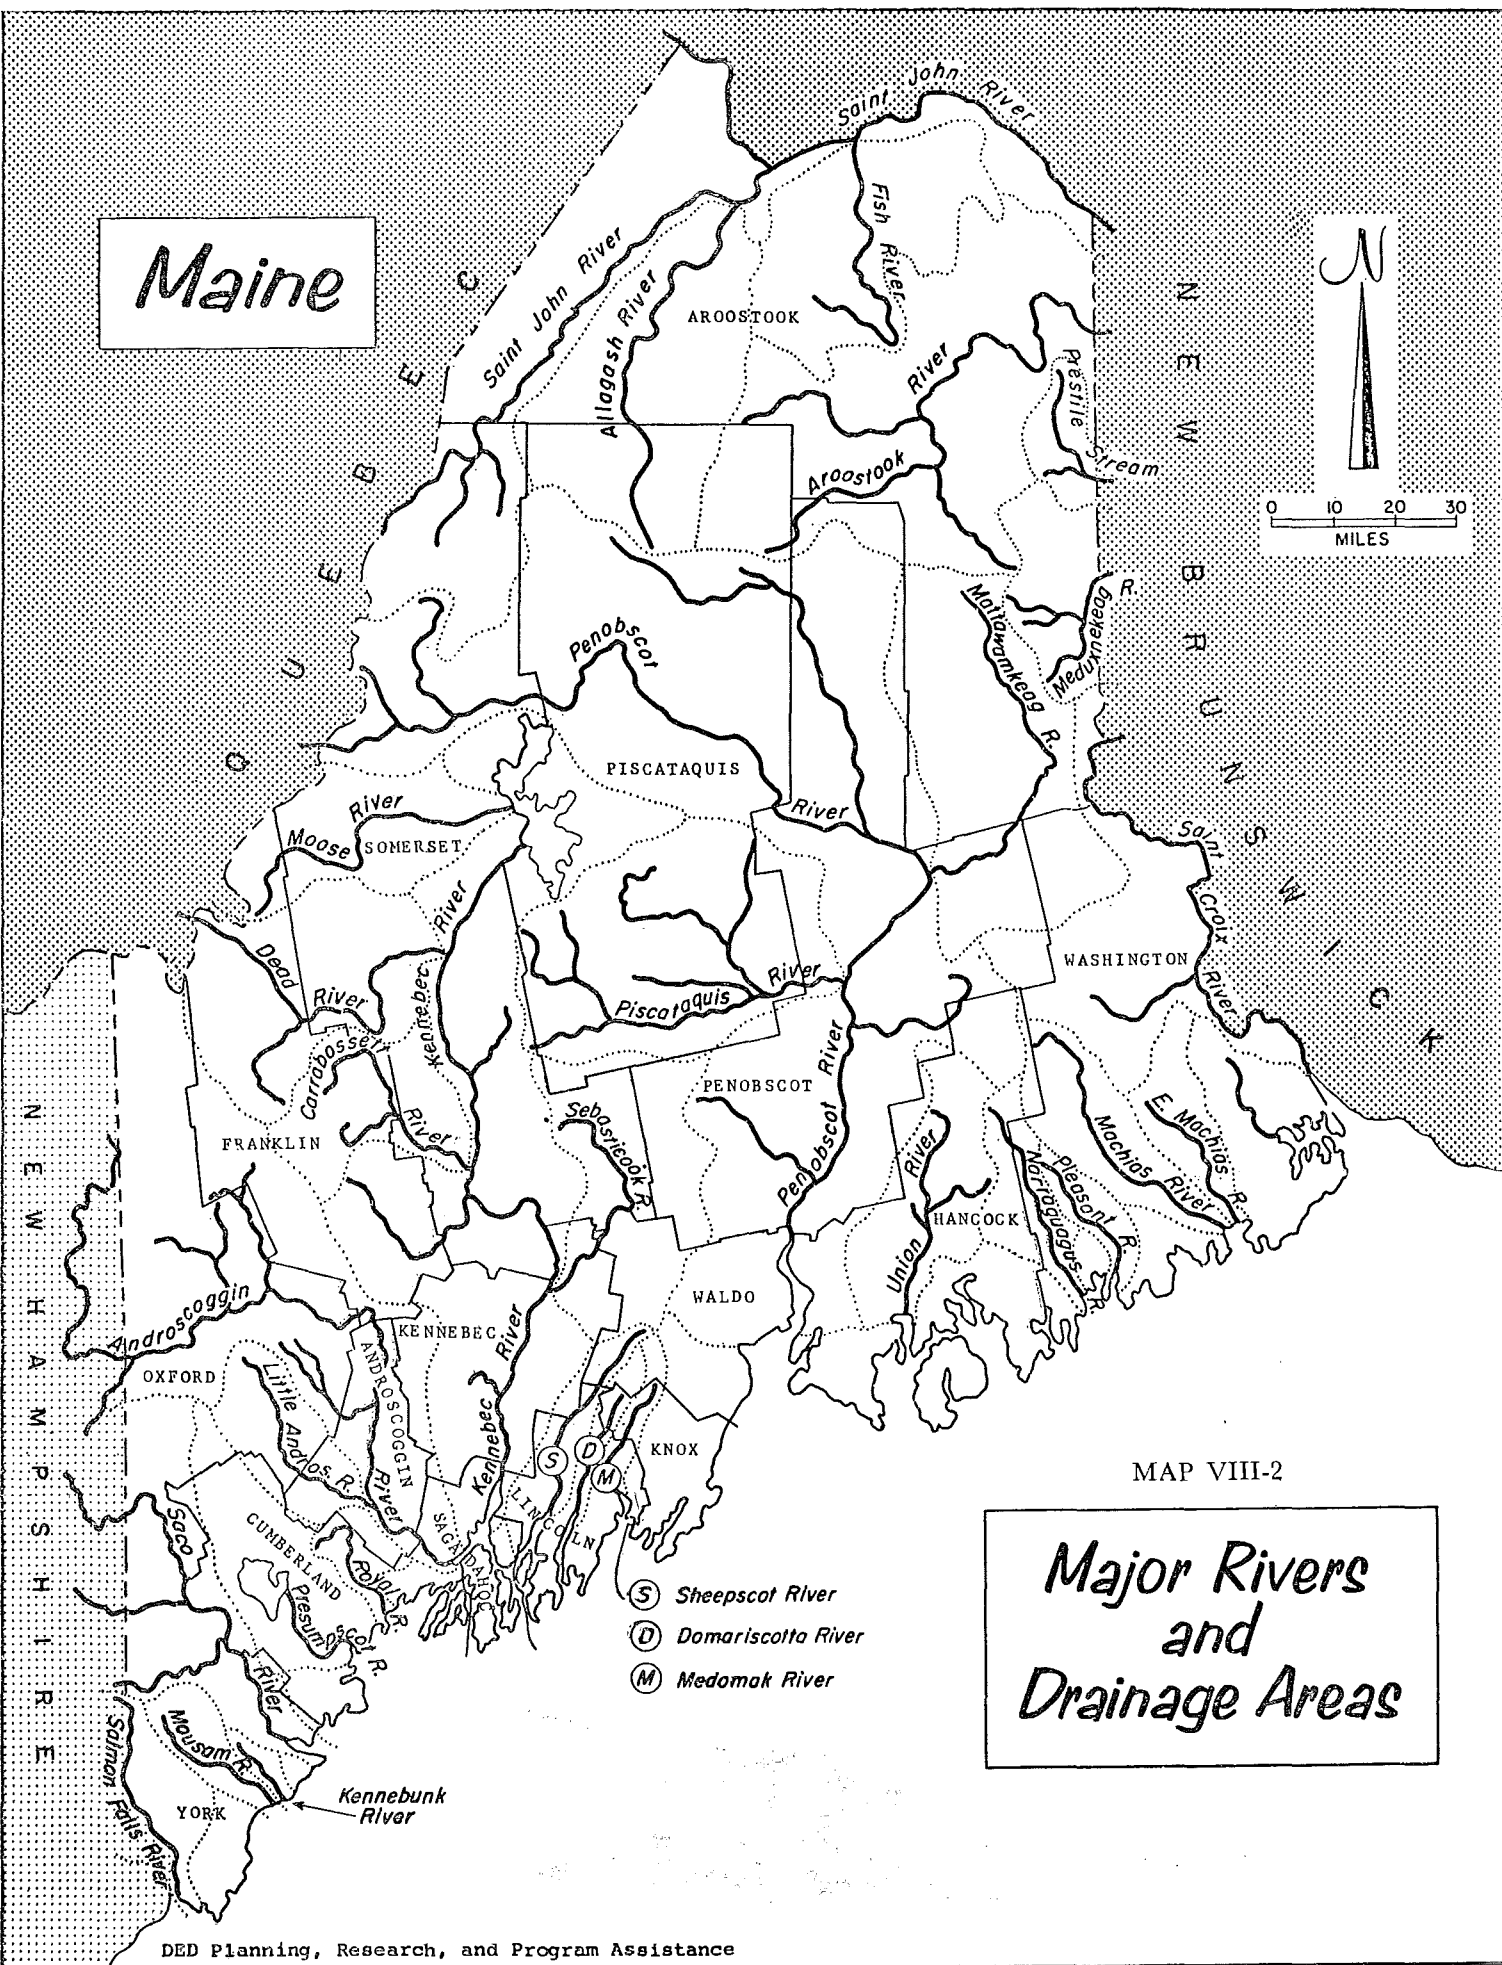 Maine
QUEBEC
NEW BRUNSWICK
NEW HAMPSHIRE
N
0 10 20 30
MILES
Saint John River
Saint John River
Allagash River
Fish River
AROOSTOOK
River
Aroostook
Prestile Stream
Mattawamkeag R.
Meduxnekeag R.
Penobscot
River
PISCATAQUIS
Moose River
SOMERSET
River
Kennebec
Dead
River
Carrabossett
River
Piscataquis River
Saint Croix River
WASHINGTON
PENOBSCOT
Penobscot River
FRANKLIN
Sebasticook R.
Union River
HANCOCK
Narraguagus R.
Pleasant R.
Machias River
E. Machias R.
WALDO
Androscoggin
OXFORD
KENNEBEC
Kennebec River
ANDROSCOGGIN
Little Andros. R.
River
KNOX
LINCOLN
SAGADAHOC
CUMBERLAND
Saco
River
Royal R.
Presumpscot R.
S
D
M
S Sheepscot River
D Damariscotta River
M Medomak River
Mousam R.
YORK
Salmon Falls River
Kennebunk
River
MAP VIII-2
Major Rivers
and
Drainage Areas
DED Planning, Research, and Program Assistance